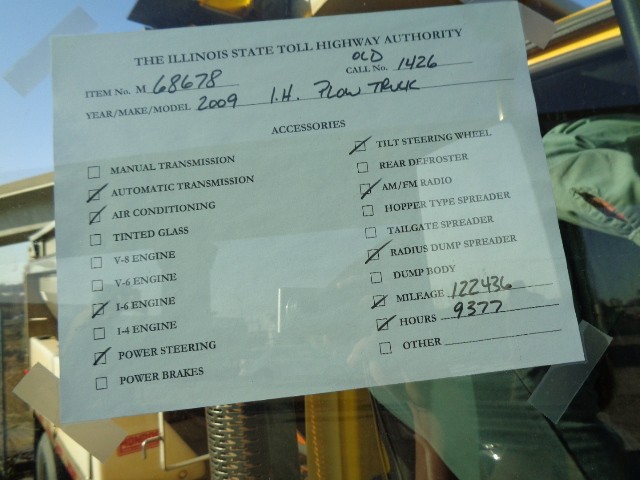 THE ILLINOIS STATE TOLL HIGHWAY AUTHORITY
OLD
ITEM NO. M 68678 CALL NO. 1426
YEAR/MAKE/MODEL 2009 I.H. PLOW TRUCK
ACCESSORIES
MANUAL TRANSMISSION
AUTOMATIC TRANSMISSION
AIR CONDITIONING
TINTED GLASS
V-8 ENGINE
V-6 ENGINE
I-6 ENGINE
I-4 ENGINE
POWER STEERING
POWER BRAKES
TILT STEERING WHEEL
REAR DEFROSTER
AM/FM RADIO
HOPPER TYPE SPREADER
TAILGATE SPREADER
RADIUS DUMP SPREADER
DUMP BODY
MILEAGE 122436
HOURS 9377
OTHER